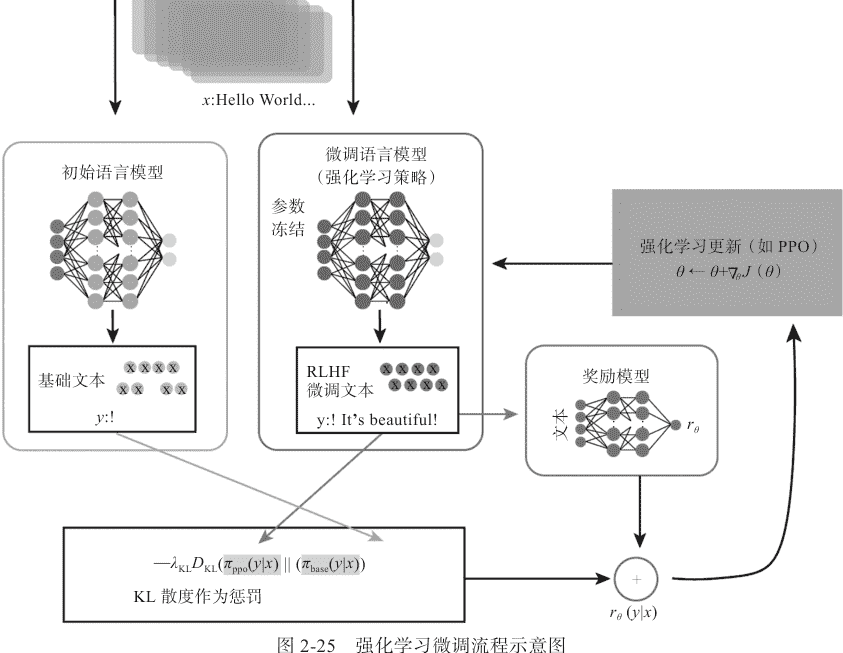 x:Hello World...
初始语言模型
微调语言模型
（强化学习策略）
参数
冻结
强化学习更新（如 PPO）
θ ← θ+∇θJ（θ）
基础文本
x x x x
x x x x
y:!
RLHF
微调文本
x x x x
x x x x
y:! It's beautiful!
奖励模型
文本
rθ
—λKLDKL(πppo(y|x) || (πbase(y|x))
KL 散度作为惩罚
+
rθ (y|x)
图 2-25 强化学习微调流程示意图